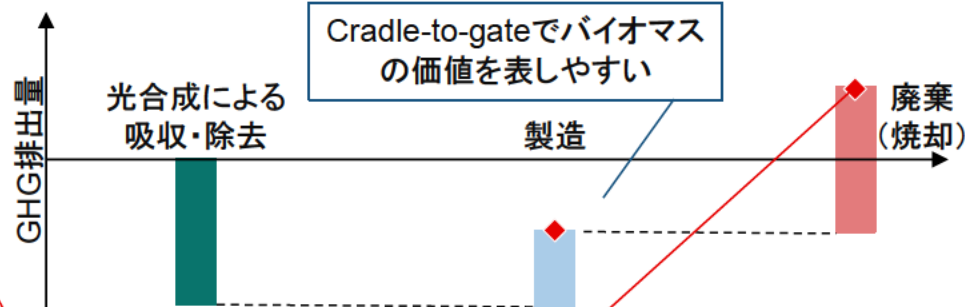 Cradle-to-gateでバイオマス
の価値を表しやすい
GHG排出量
光合成による
吸収・除去
製造
廃棄
(焼却)